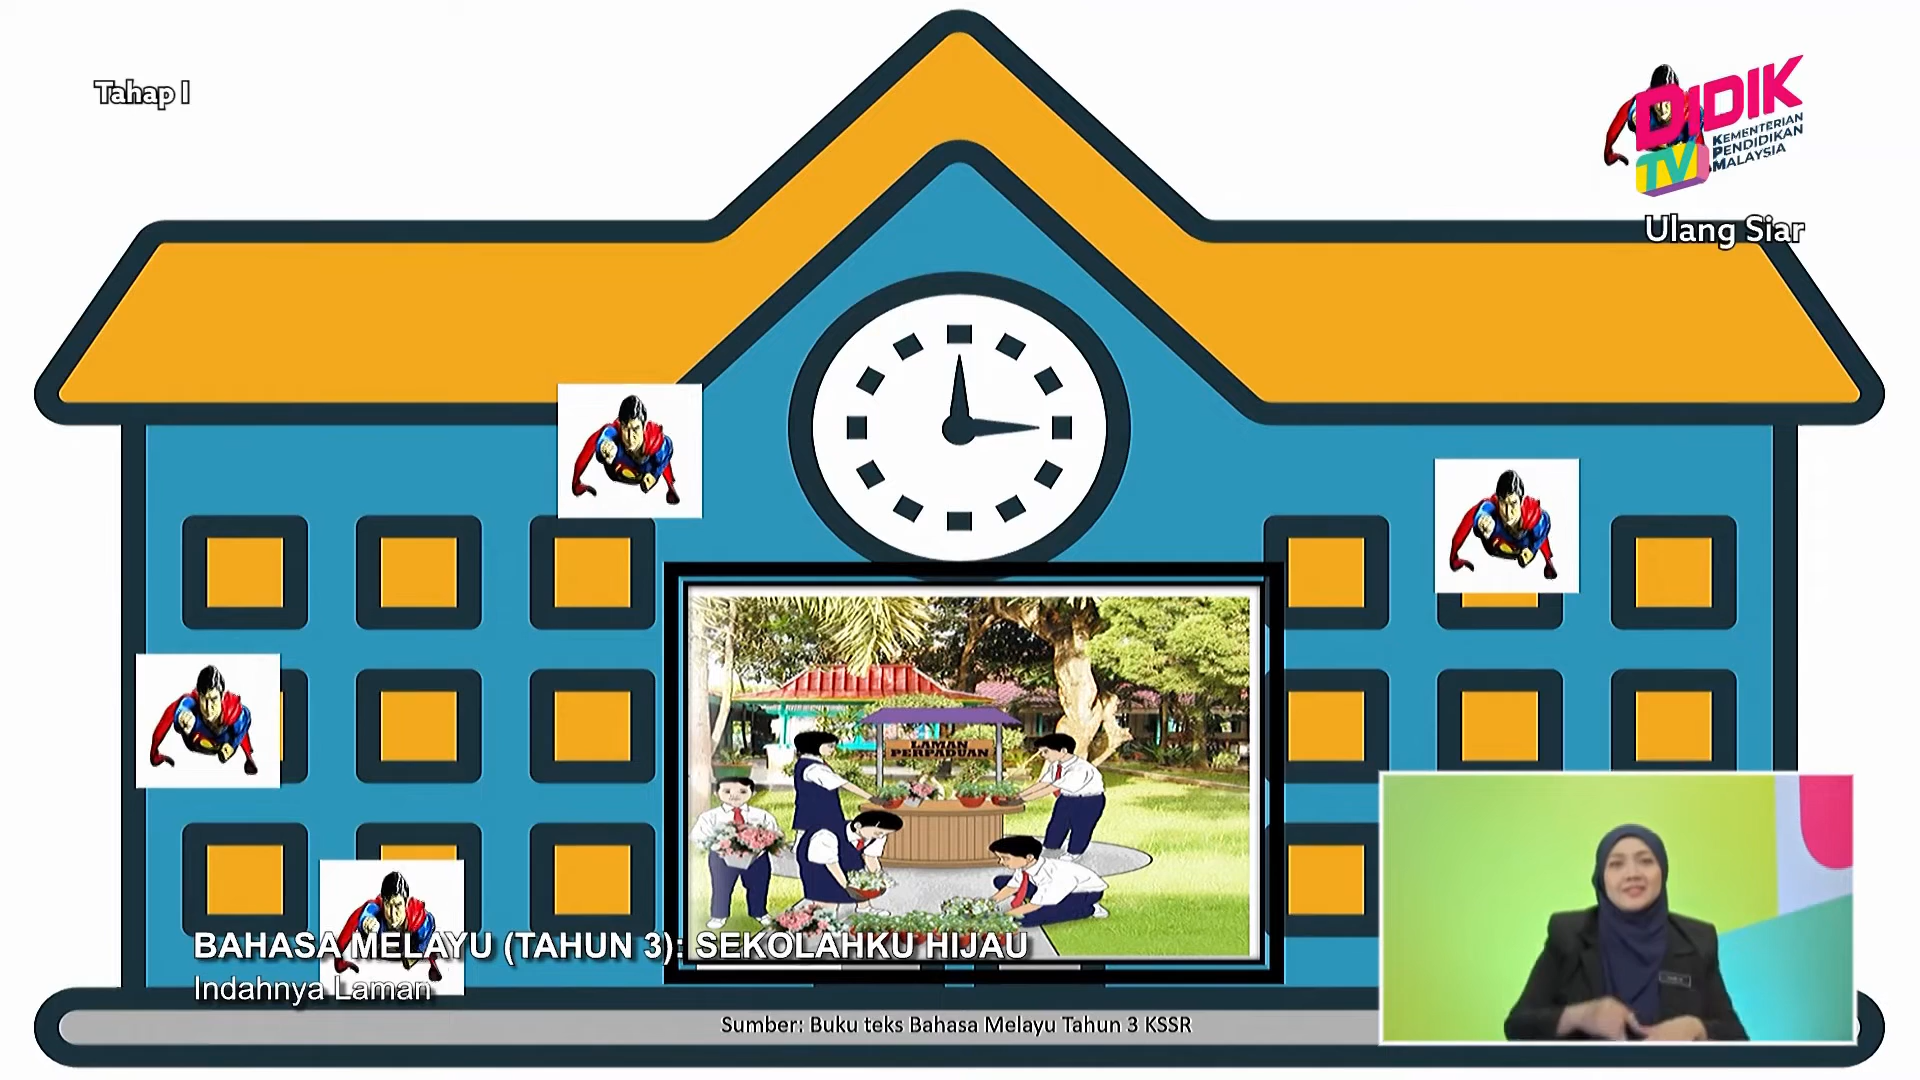 Tahap I
DIDIK
TV
KEMENTERIAN
PENDIDIKAN
MALAYSIA
Ulang Siar
LAMAN
PERPADUAN
BAHASA MELAYU (TAHUN 3): SEKOLAHKU HIJAU
Indahnya Laman
Sumber: Buku teks Bahasa Melayu Tahun 3 KSSR